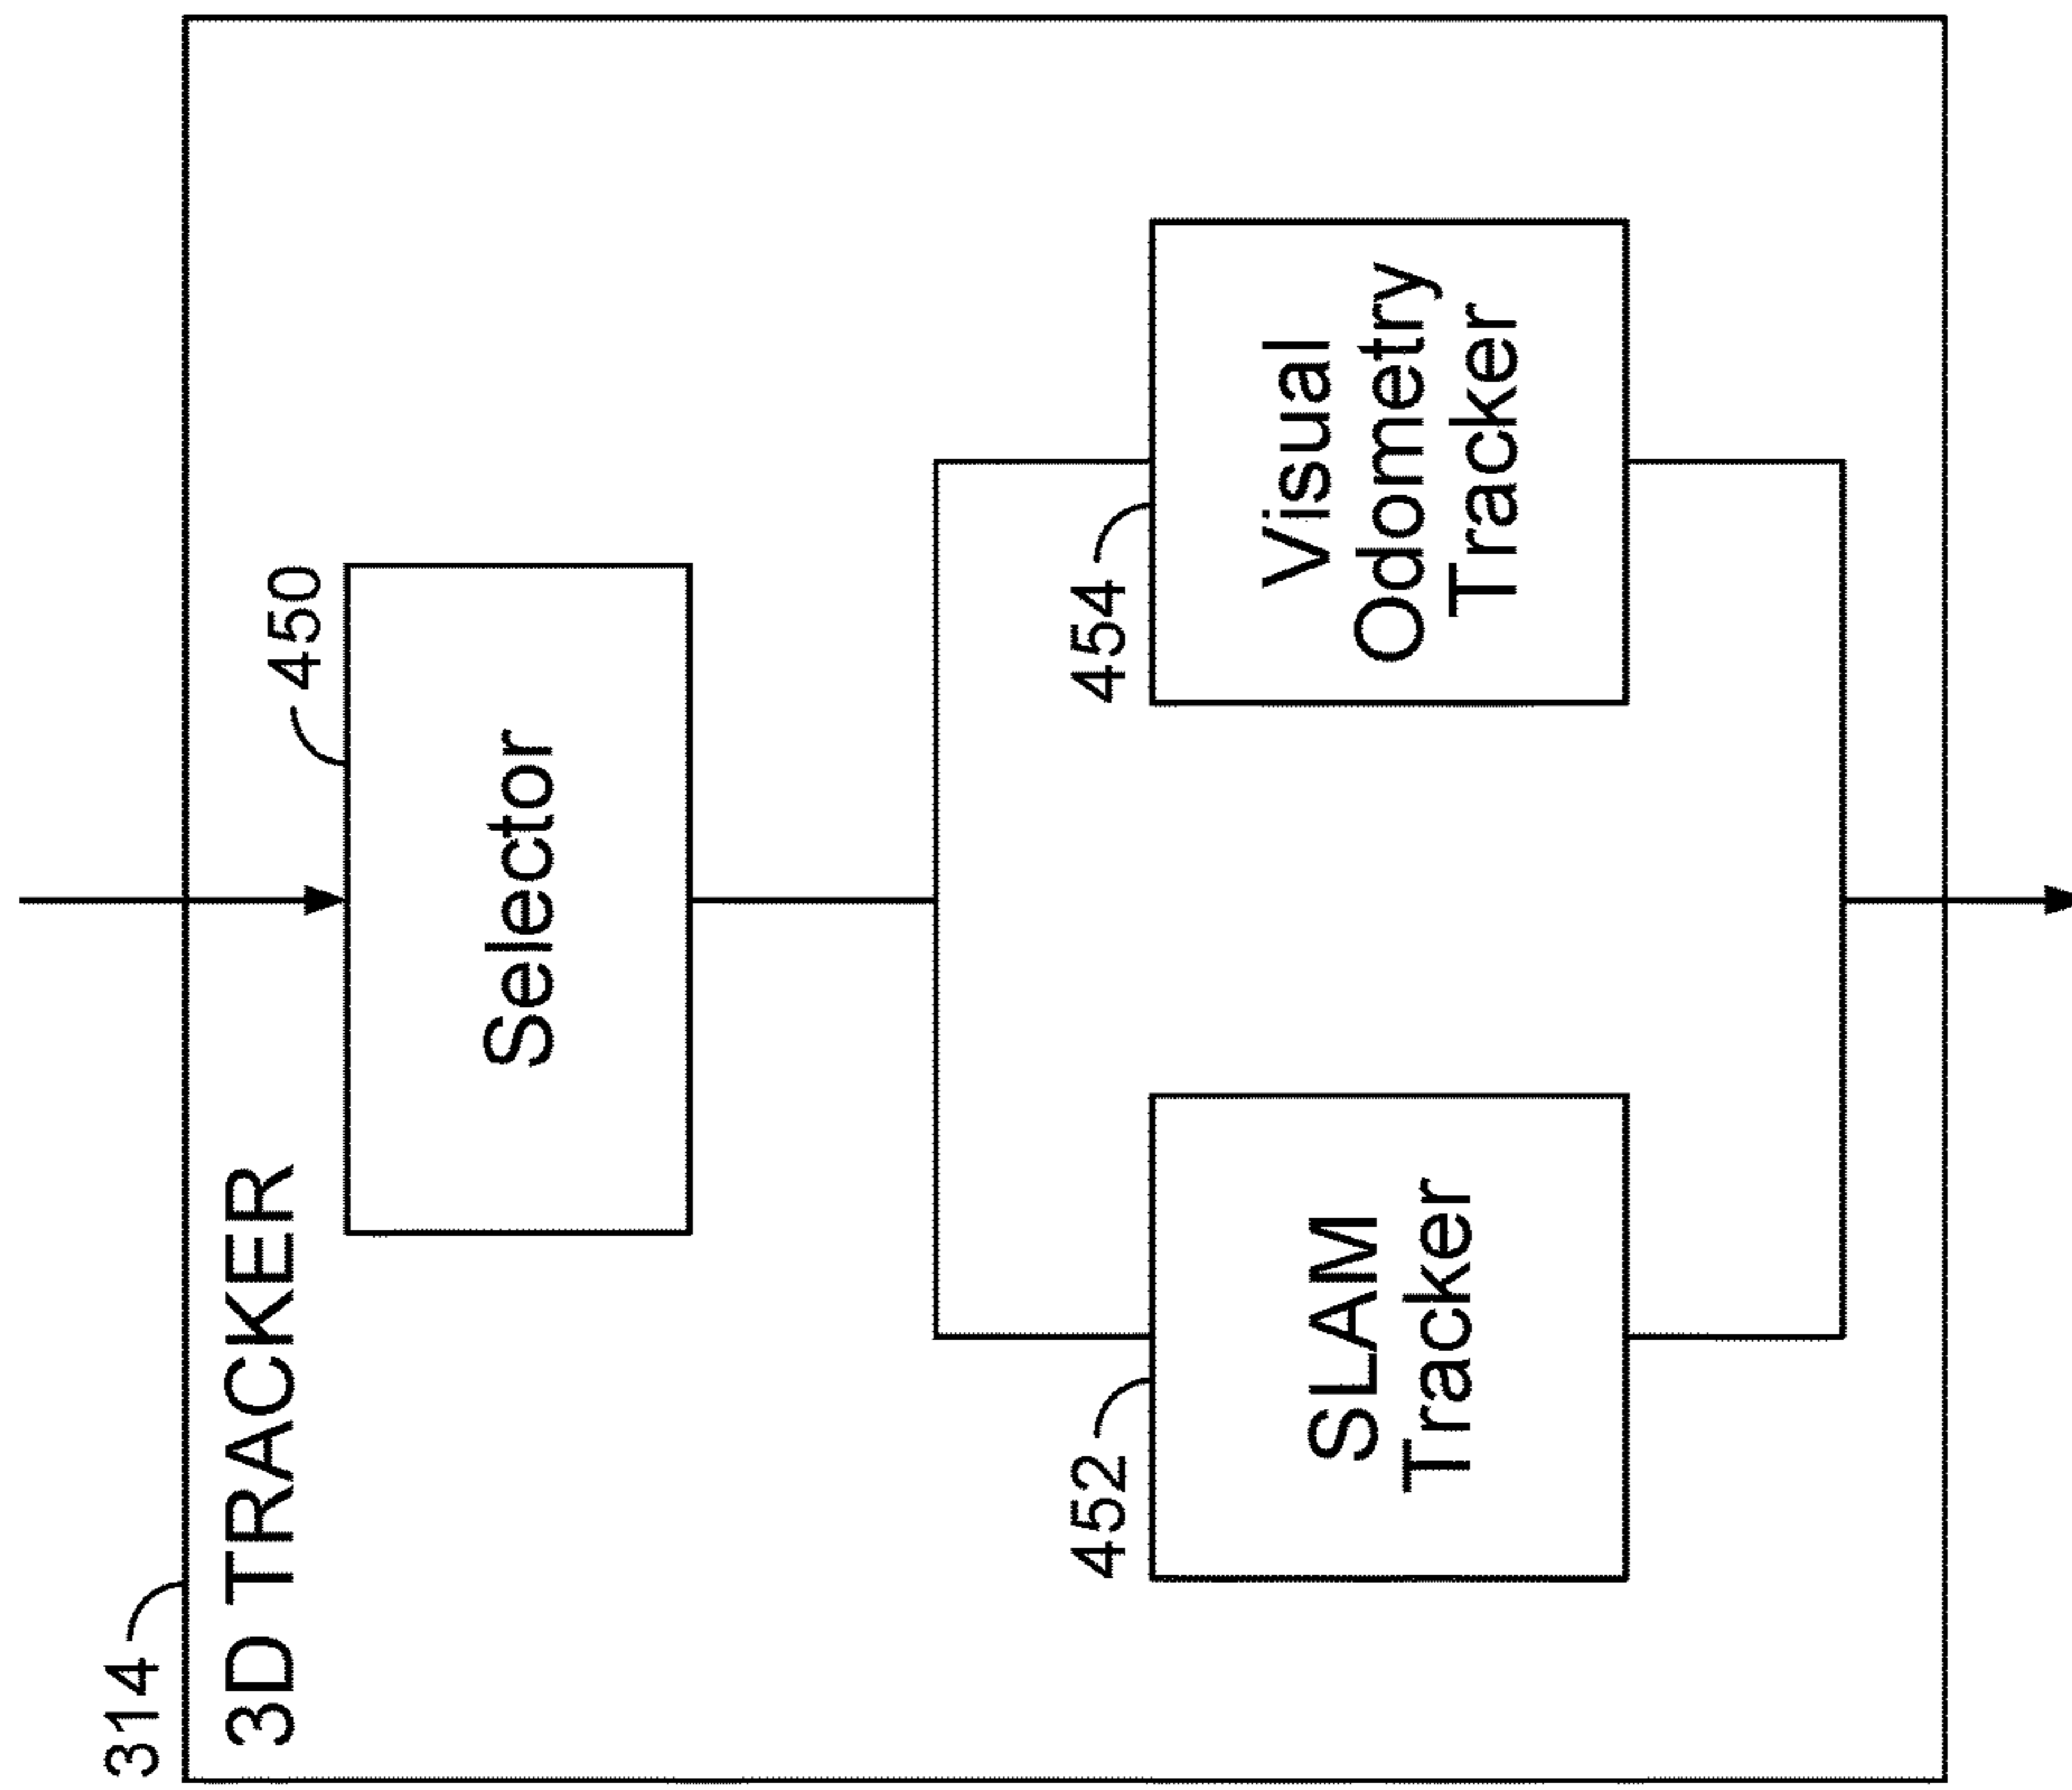 314
3D TRACKER
450
Selector
452
SLAM
Tracker
454
Visual
Odometry
Tracker